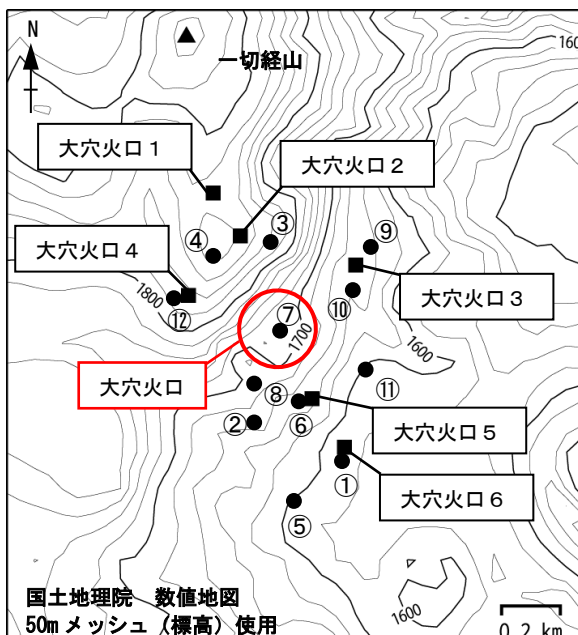 N
一切経山
1600
大穴火口1
大穴火口2
③
④
⑨
大穴火口4
⑫
1800
大穴火口3
⑩
⑦
1700
大穴火口
1600
⑪
⑧
⑥
②
大穴火口5
①
⑤
大穴火口6
1600
国土地理院 数値地図
50mメッシュ(標高)使用
0.2 km